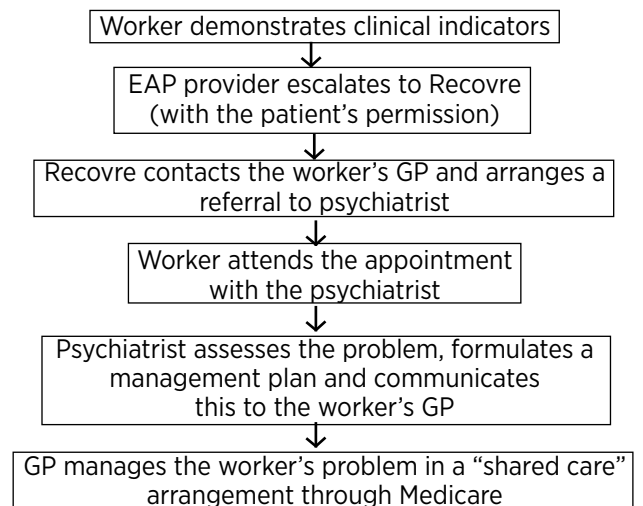 Worker demonstrates clinical indicators
EAP provider escalates to Recovre
(with the patient's permission)
Recovre contacts the worker's GP and arranges a
referral to psychiatrist
Worker attends the appointment
with the psychiatrist
Psychiatrist assesses the problem, formulates a
management plan and communicates
this to the worker's GP
GP manages the worker's problem in a “shared care”
arrangement through Medicare